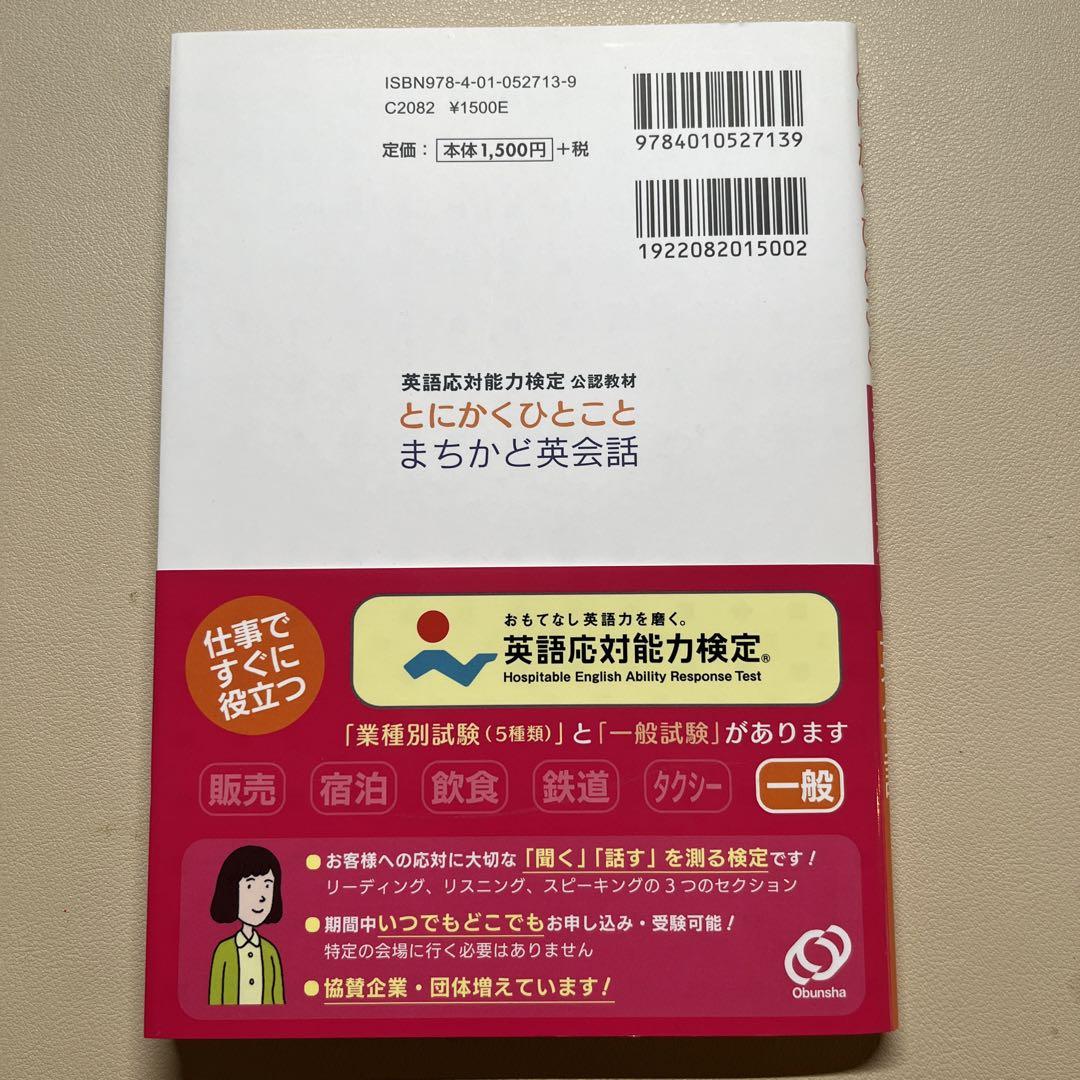 ISBN978-4-01-052713-9
C2082 ¥1500E
定価：本体1,500円+税
9784010527139
1922082015002
英語応対能力検定 公認教材
とにかくひとこと
まちかど英会話
仕事で
すぐに
役立つ
おもてなし英語力を磨く。
英語応対能力検定®
Hospitable English Ability Response Test
「業種別試験（5種類）」と「一般試験」があります
販売 宿泊 飲食 鉄道 タクシー 一般
●お客様への応対に大切な「聞く」「話す」を測る検定です！
リーディング、リスニング、スピーキングの3つのセクション
●期間中いつでもどこでもお申し込み・受験可能！
特定の会場に行く必要はありません
●協賛企業・団体増えています！
Obunsha